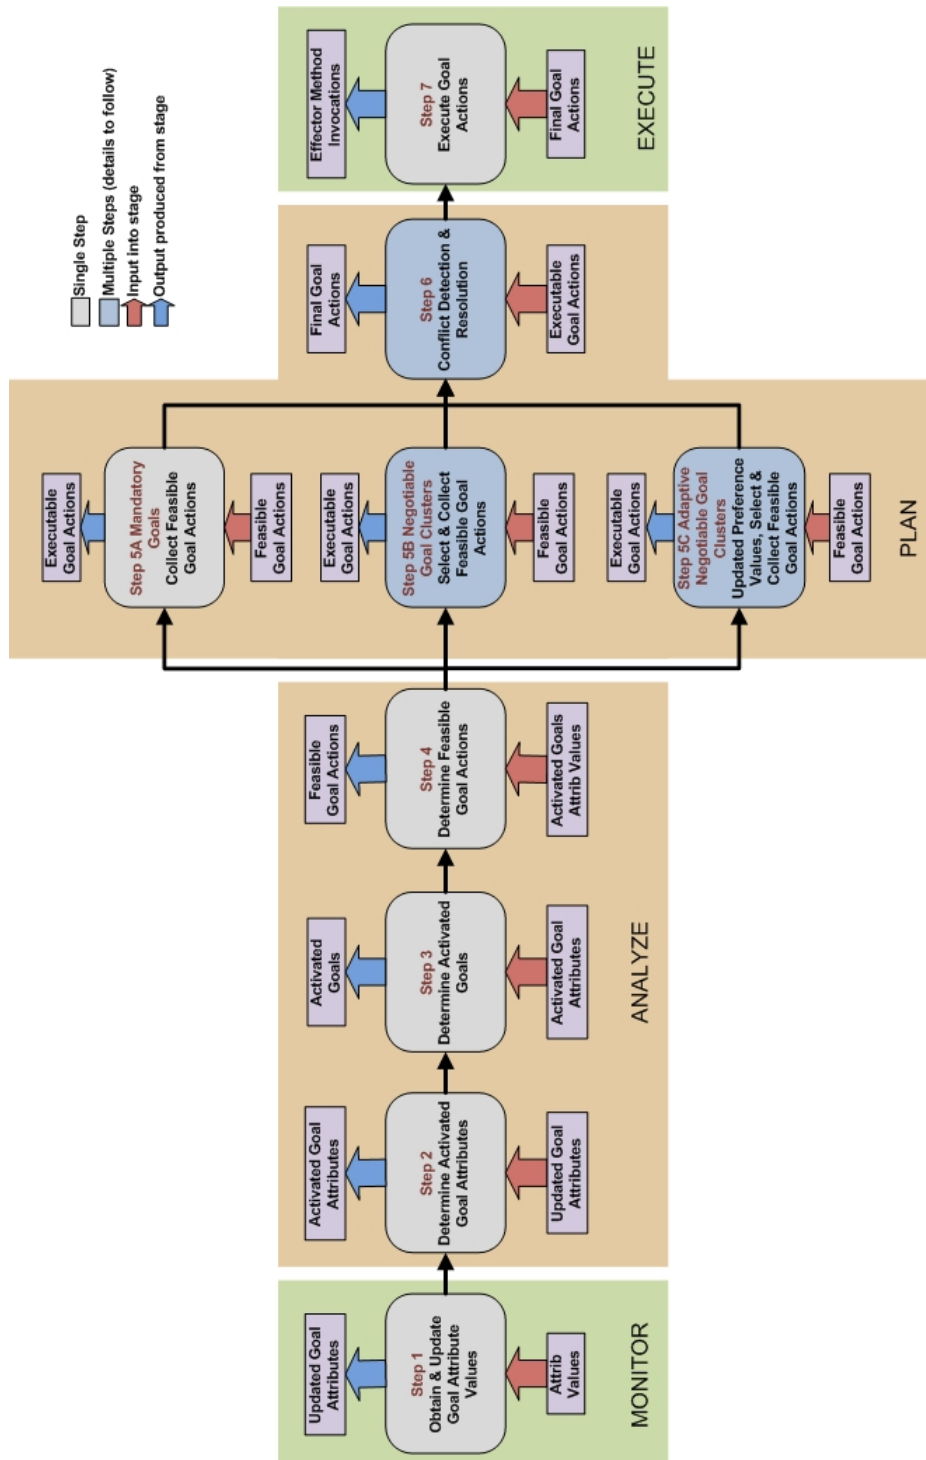 Single Step
Multiple Steps (details to follow)
Input into stage
Output produced from stage
Updated Goal
Attributes
Step 1
Obtain & Update
Goal Attribute
Values
Attrib
Values
MONITOR
Activated Goal
Attributes
Step 2
Determine Activated
Goal Attributes
Updated Goal
Attributes
Activated
Goals
Step 3
Determine Activated
Goals
Activated Goal
Attributes
Feasible
Goal Actions
Step 4
Determine Feasible
Goal Actions
Activated Goals
Attrib Values
ANALYZE
Executable
Goal Actions
Step 5A Mandatory
Goals
Collect Feasible
Goal Actions
Feasible
Goal Actions
Executable
Goal Actions
Step 5B Negotiable
Goal Clusters
Select & Collect
Feasible Goal
Actions
Feasible
Goal Actions
Executable
Goal Actions
Step 5C Adaptive
Negotiable Goal
Clusters
Updated Preference
Values, Select &
Collect Feasible
Goal Actions
Feasible
Goal Actions
PLAN
Final Goal
Actions
Step 6
Conflict Detection &
Resolution
Executable
Goal Actions
Effector Method
Invocations
Step 7
Execute Goal
Actions
Final Goal
Actions
EXECUTE